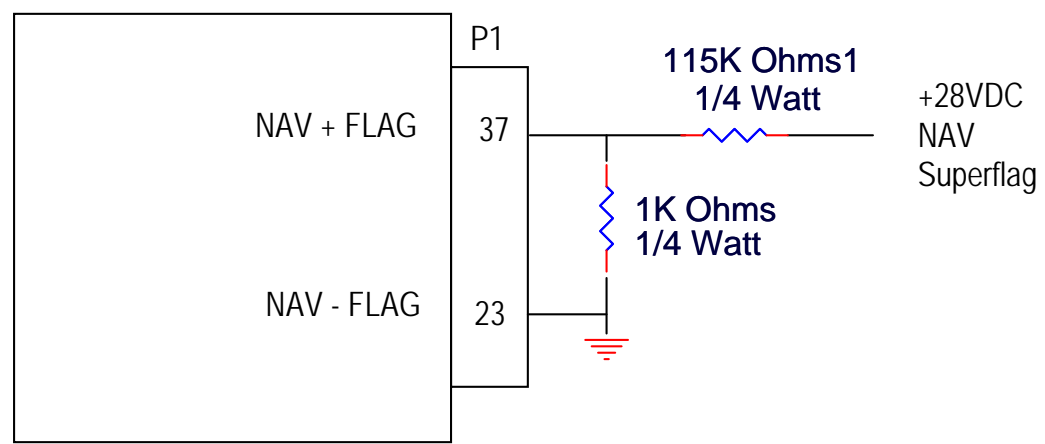 P1
115K Ohms1
1/4 Watt
+28VDC
NAV
Superflag
NAV + FLAG
37
1K Ohms
1/4 Watt
NAV - FLAG
23